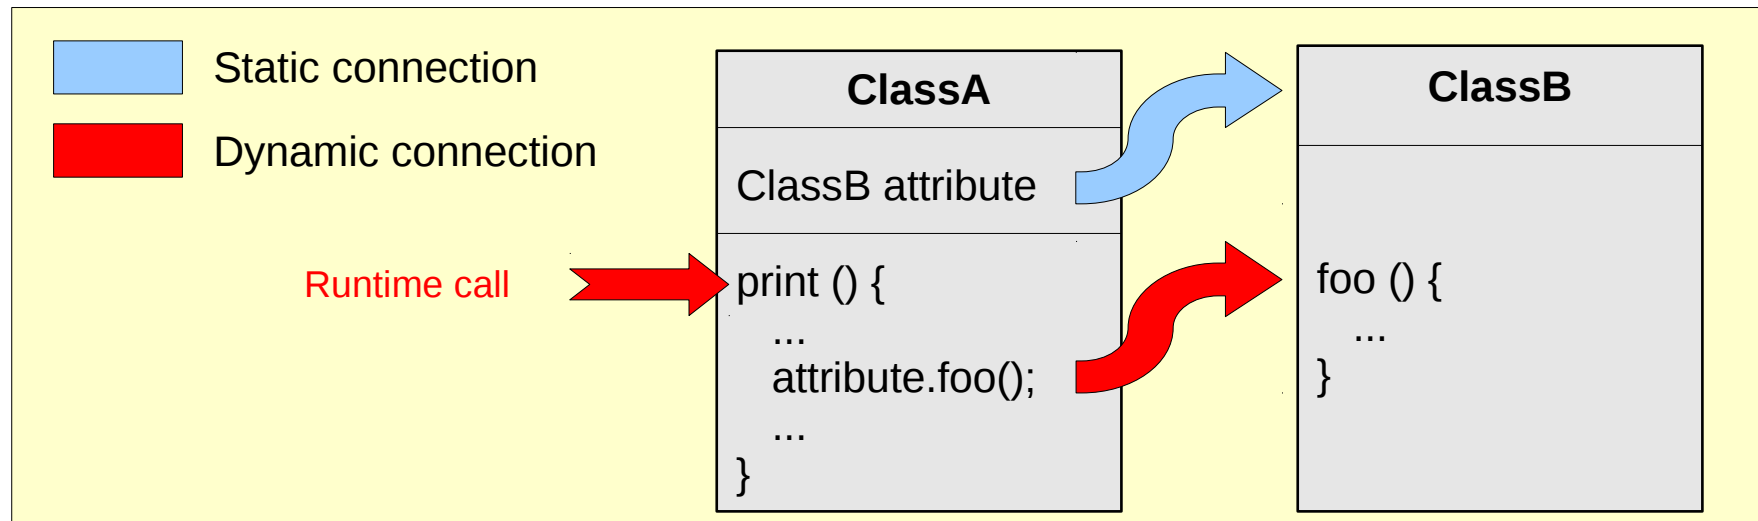 Static connection
Dynamic connection
Runtime call
ClassA
ClassB attribute
print () {
...
attribute.foo();
...
}
ClassB
foo () {
...
}